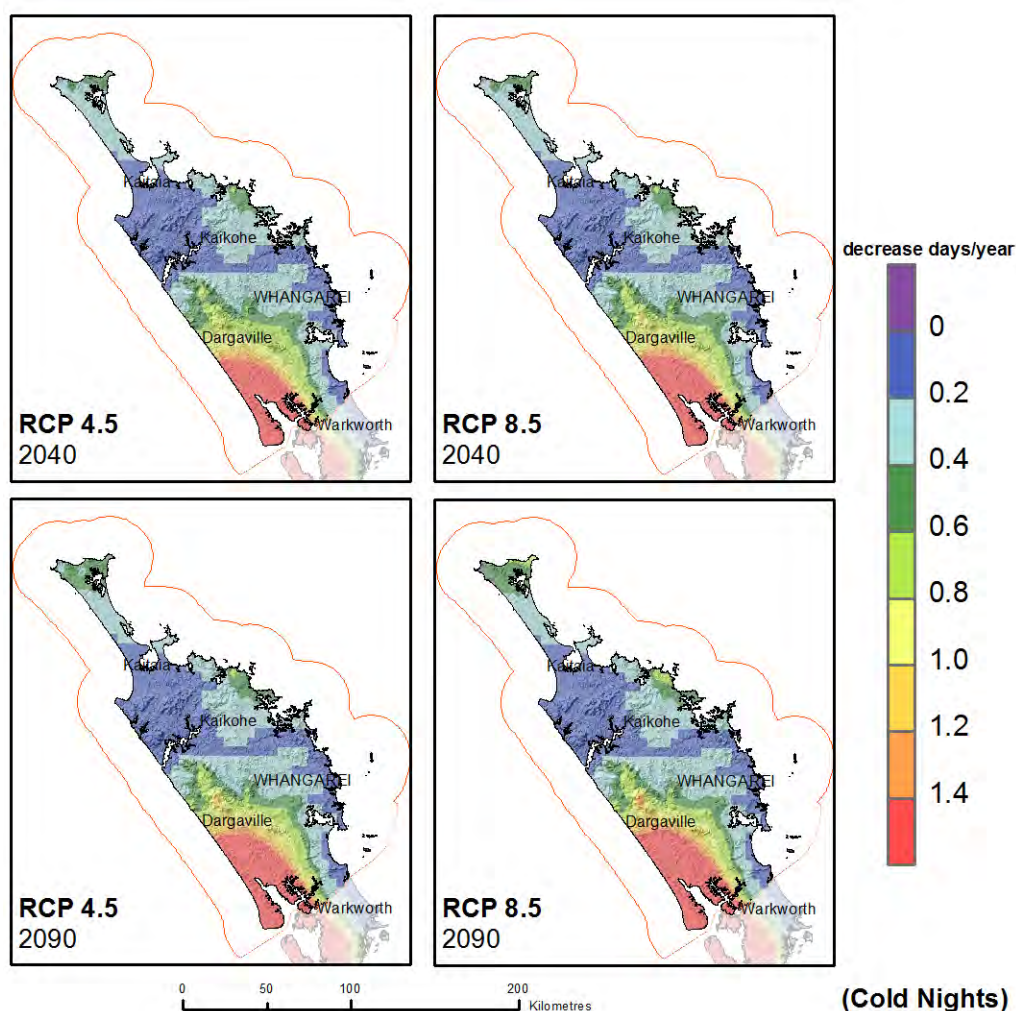 Kaitaia
Kaikohe
WHANGAREI
Dargaville
Warkworth
RCP 4.5
2040
Kaitaia
Kaikohe
WHANGAREI
Dargaville
Warkworth
RCP 8.5
2040
decrease days/year
0
0.2
0.4
0.6
0.8
1.0
1.2
1.4
Kaitaia
Kaikohe
WHANGAREI
Dargaville
Warkworth
RCP 4.5
2090
Kaitaia
Kaikohe
WHANGAREI
Dargaville
Warkworth
RCP 8.5
2090
0 50 100 200
Kilometres
(Cold Nights)